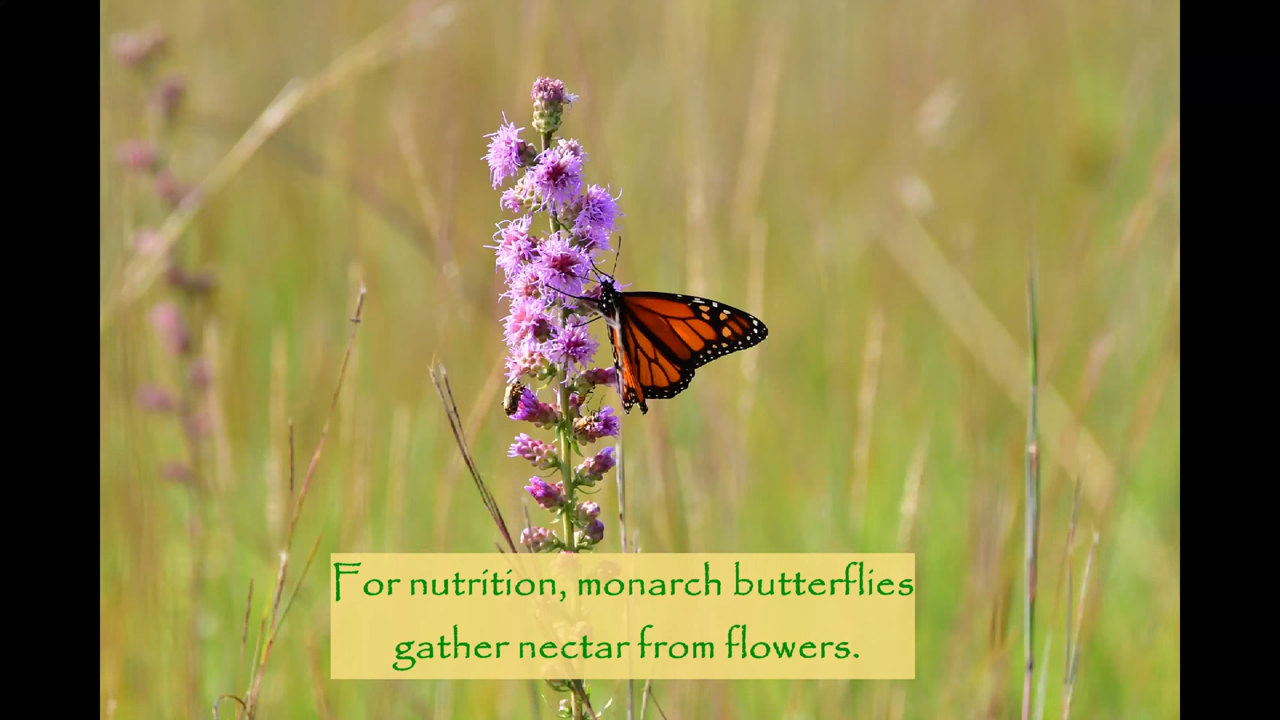 For nutrition, monarch butterflies
gather nectar from flowers.